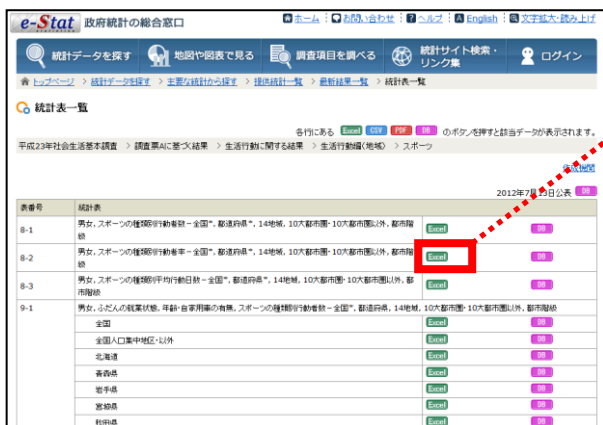 e-Stat 政府統計の総合窓口
ホーム お問い合わせ ヘルプ English 文字拡大・読み上げ
統計データを探す 地図や図表で見る 調査項目を調べる 統計サイト検索・リンク集 ログイン
トップページ > 統計データを探す > 主要な統計から探す > 提供統計一覧 > 最新結果一覧 > 統計表一覧
統計表一覧
各行にある Excel CSV PDF DB のボタンを押すと該当データが表示されます。
平成23年社会生活基本調査 > 調査票Aに基づく結果 > 生活行動に関する結果 > 生活行動編(地域) > スポーツ
作成機関
2012年7月13日公表 DB
表番号 統計表
8-1 男女,スポーツの種類別行動者数-全国*,都道府県*,14地域,10大都市圏・10大都市圏以外,都市階級 Excel DB
8-2 男女,スポーツの種類別行動者率-全国*,都道府県*,14地域,10大都市圏・10大都市圏以外,都市階級 Excel DB
8-3 男女,スポーツの種類別平均行動日数-全国*,都道府県*,14地域,10大都市圏・10大都市圏以外,都市階級 Excel DB
9-1 男女,ふだんの就業状態,年齢・自家用車の有無,スポーツの種類別行動者数-全国*,都道府県,14地域,10大都市圏・10大都市圏以外,都市階級
全国 Excel DB
全国人口集中地区・以外 Excel DB
北海道 Excel DB
青森県 Excel DB
岩手県 Excel DB
宮城県 Excel DB
秋田県 Excel DB